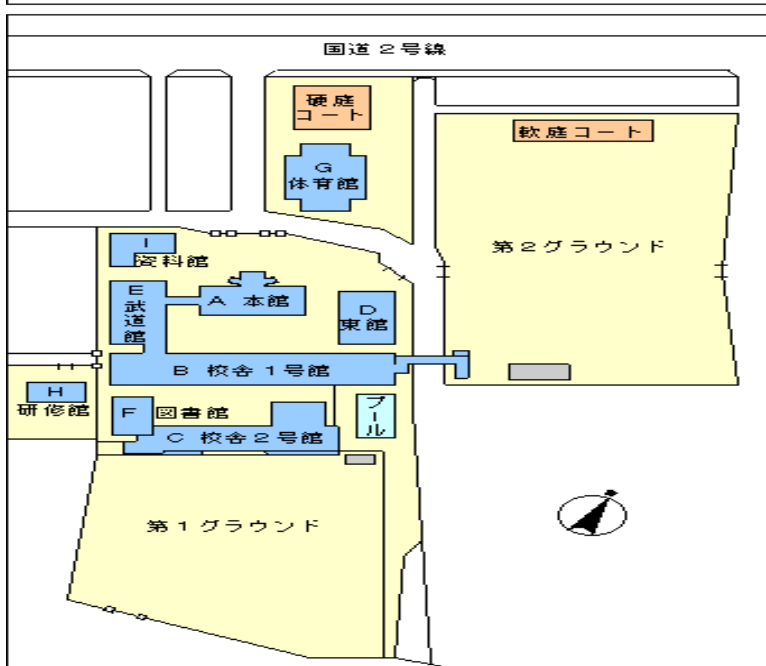 国道２号線
硬庭
コート
軟庭コート
G
体育館
第２グラウンド
I
資料館
E
武道館
A 本館
D
東館
B 校舎１号館
H
研修館
F 図書館
プール
C 校舎２号館
第１グラウンド